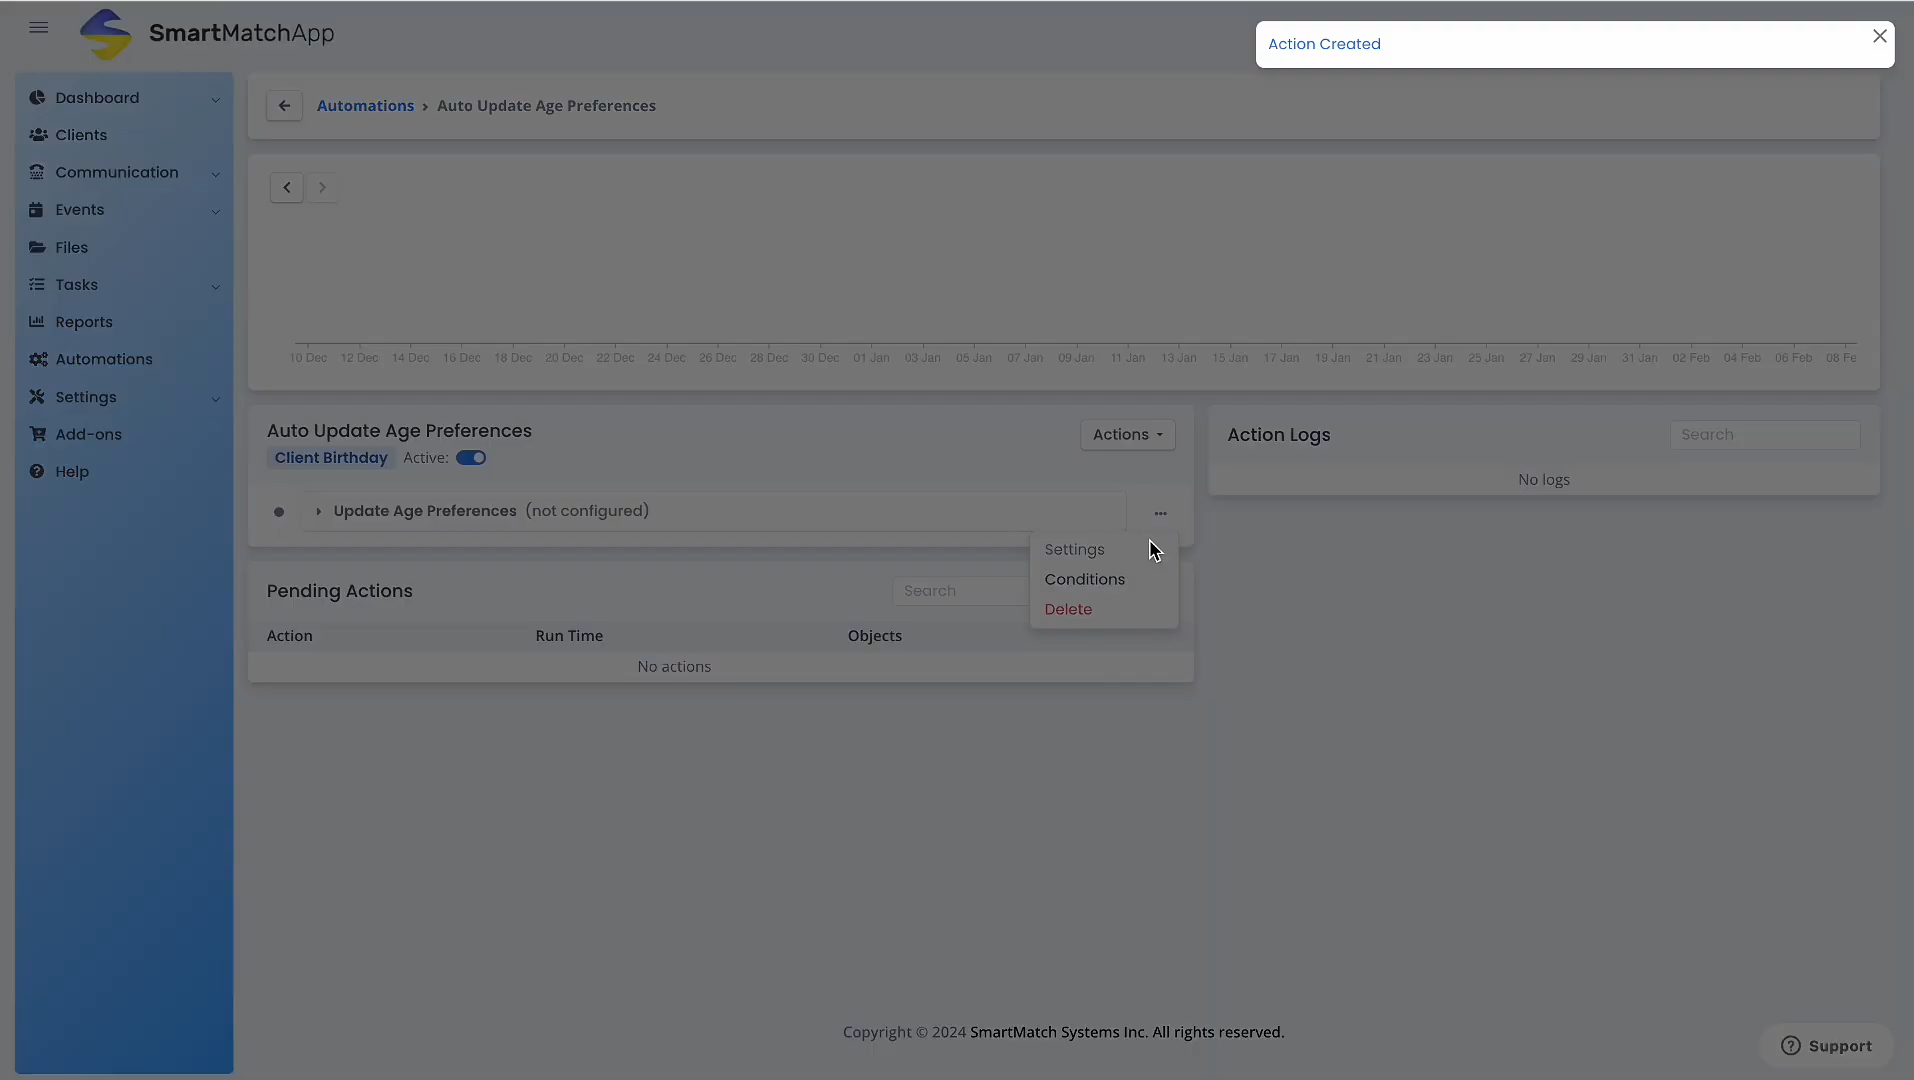 SmartMatchApp
Action Created
Dashboard
Clients
Communication
Events
Files
Tasks
Reports
Automations
Settings
Add-ons
Help
Automations › Auto Update Age Preferences
10 Dec 12 Dec 14 Dec 16 Dec 18 Dec 20 Dec 22 Dec 24 Dec 26 Dec 28 Dec 30 Dec 01 Jan 03 Jan 05 Jan 07 Jan 09 Jan 11 Jan 13 Jan 15 Jan 17 Jan 19 Jan 21 Jan 23 Jan 25 Jan 27 Jan 29 Jan 31 Jan 02 Feb 04 Feb 06 Feb 08 Fe
Auto Update Age Preferences
Actions
Client Birthday Active:
Update Age Preferences (not configured)
Settings
Conditions
Delete
Pending Actions
Search
Action Run Time Objects
No actions
Action Logs
Search
No logs
Copyright © 2024 SmartMatch Systems Inc. All rights reserved.
Support